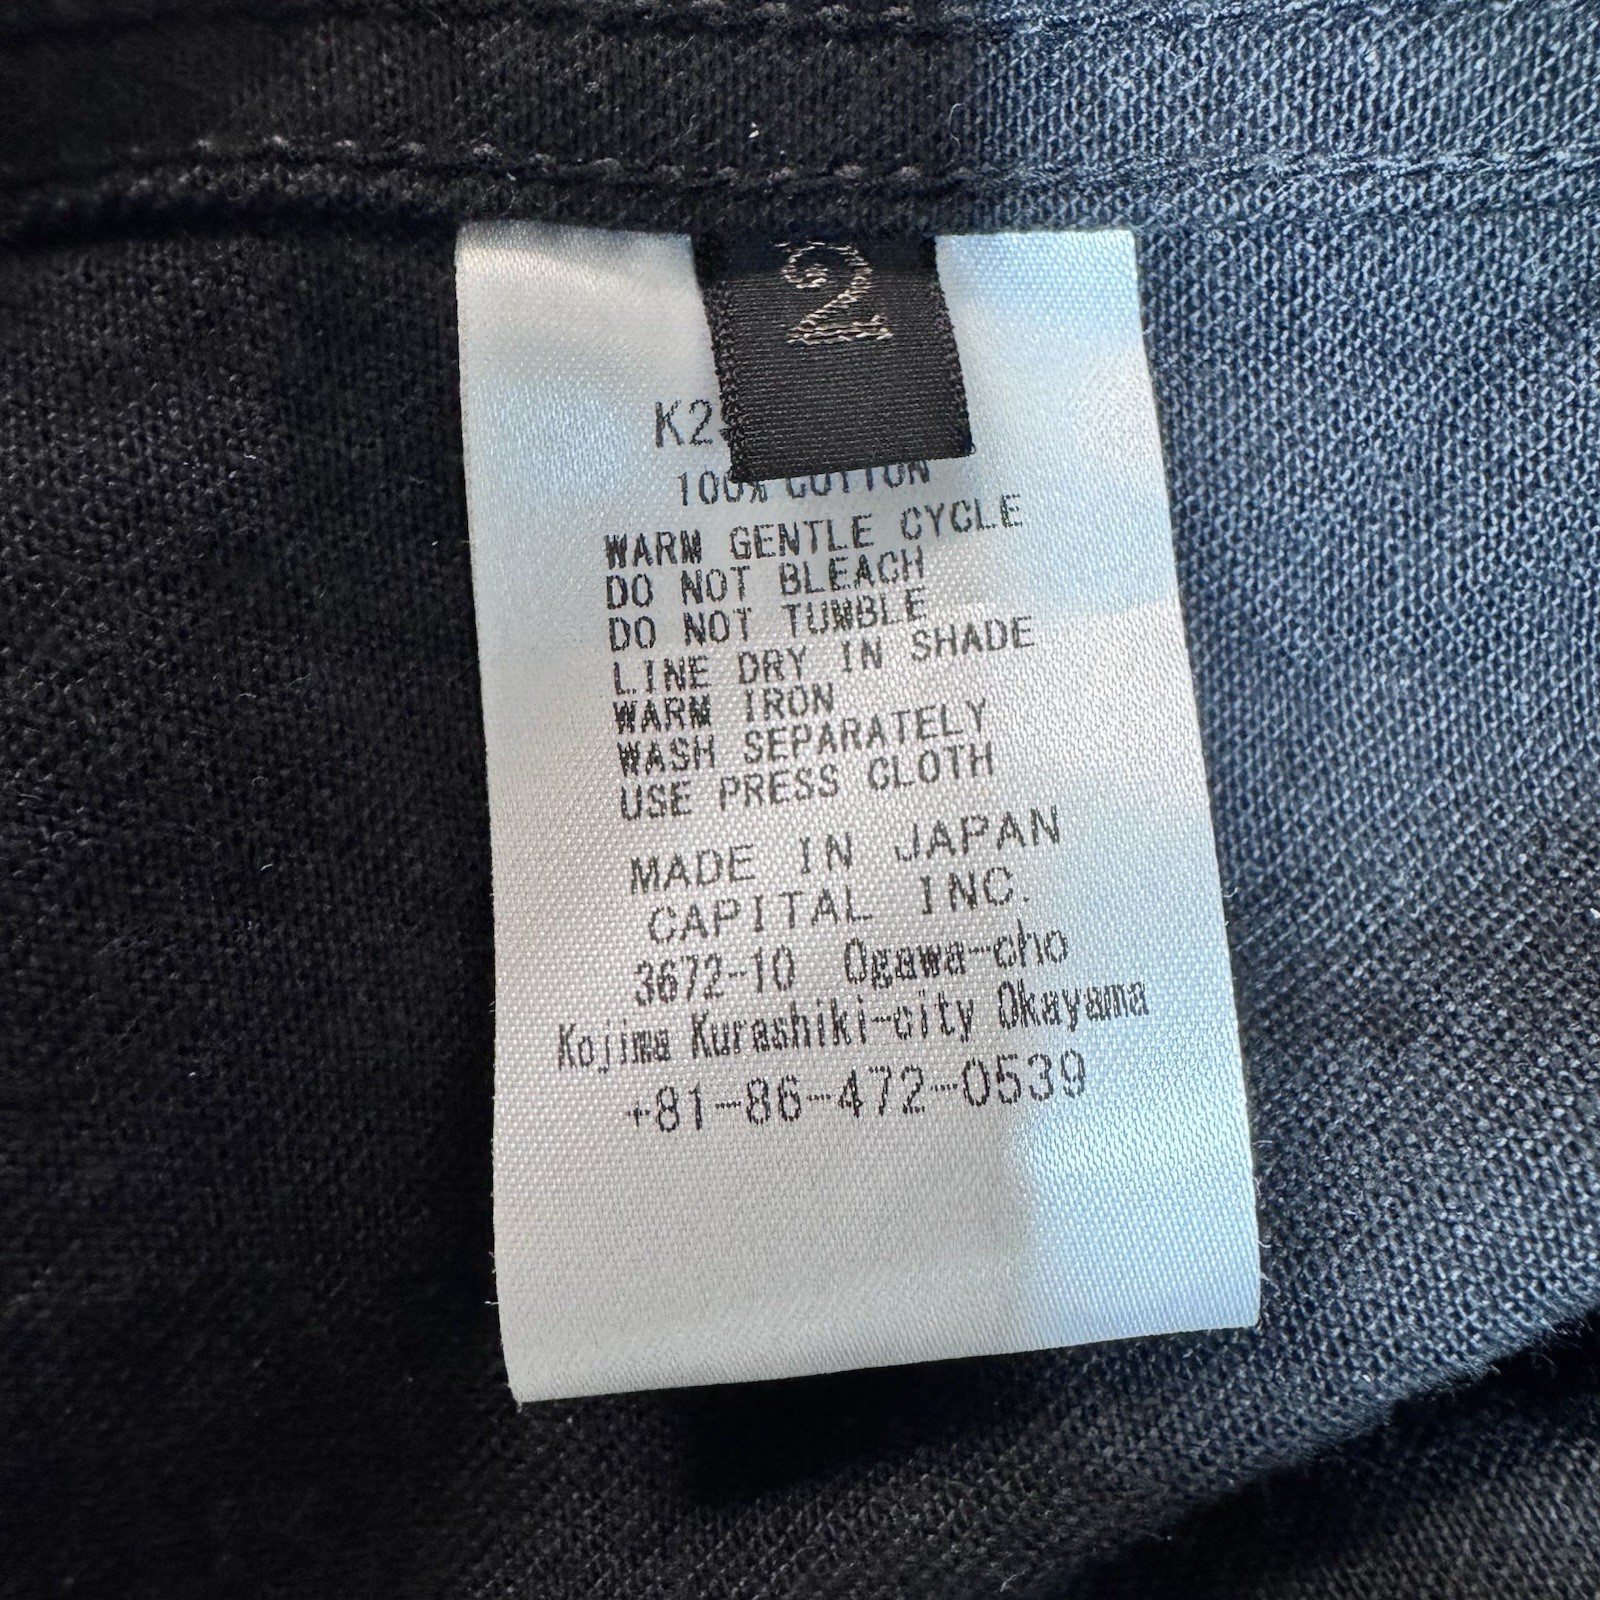 2
K2
100% COTTON
WARM GENTLE CYCLE
DO NOT BLEACH
DO NOT TUMBLE
LINE DRY IN SHADE
WARM IRON
WASH SEPARATELY
USE PRESS CLOTH
MADE IN JAPAN
CAPITAL INC.
3672-10 Ogawa-cho
Kojima Kurashiki-city Okayama
+81-86-472-0539